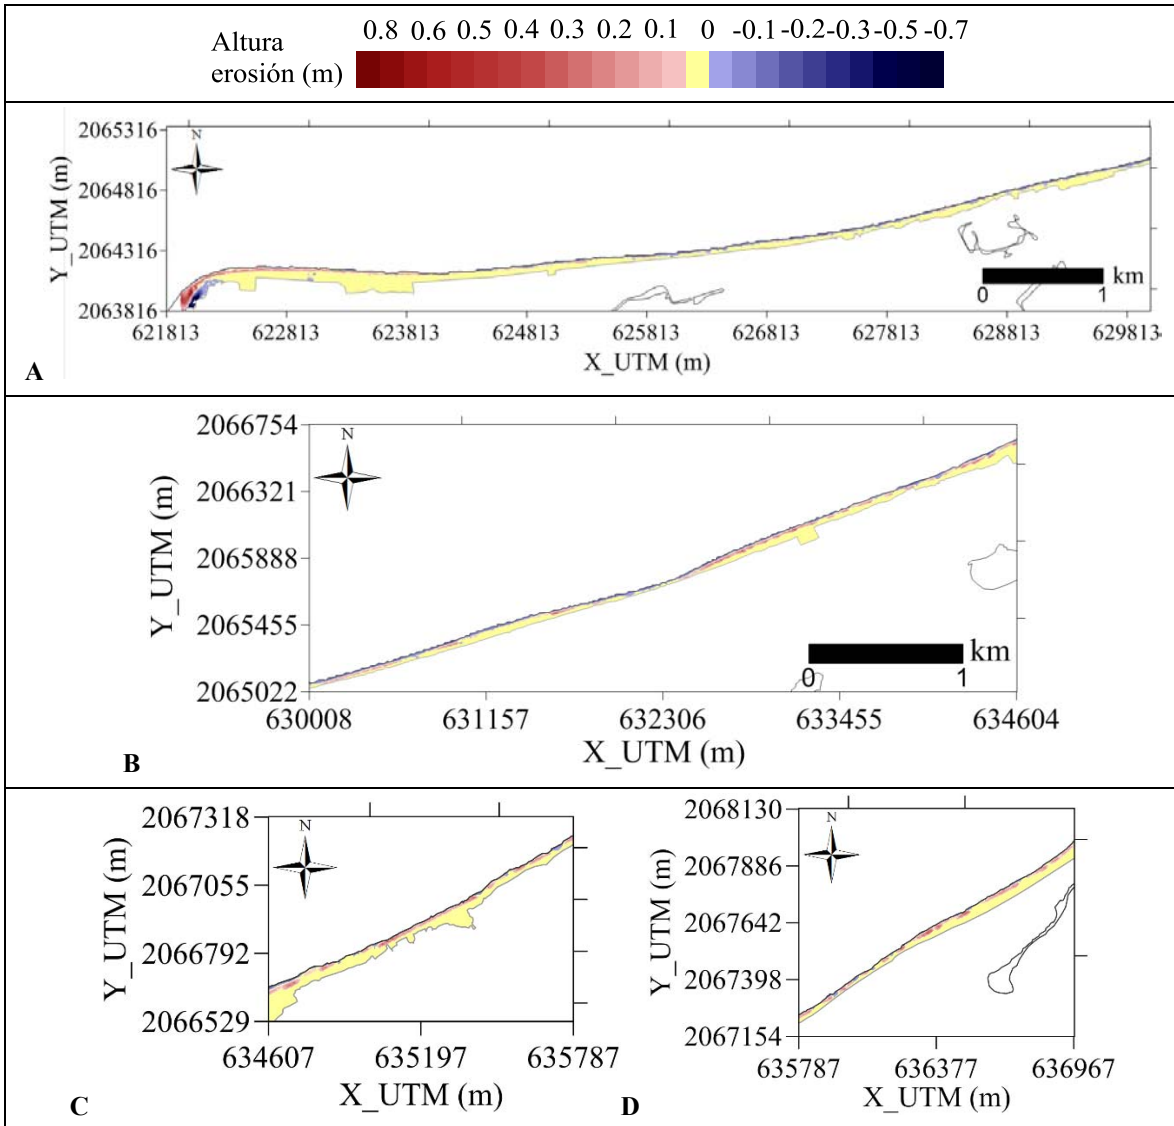 Altura
erosión (m)
0.8 0.6 0.5 0.4 0.3 0.2 0.1 0 -0.1 -0.2 -0.3 -0.5 -0.7
2065316
2064816
2064316
2063816
Y_UTM (m)
N
km
0 1
621813 622813 623813 624813 625813 626813 627813 628813 629813
X_UTM (m)
A
2066754
2066321
2065888
2065455
2065022
Y_UTM (m)
N
km
0 1
630008 631157 632306 633455 634604
X_UTM (m)
B
2067318
2067055
2066792
2066529
Y_UTM (m)
N
634607 635197 635787
X_UTM (m)
C
2068130
2067886
2067642
2067398
2067154
Y_UTM (m)
N
635787 636377 636967
X_UTM (m)
D